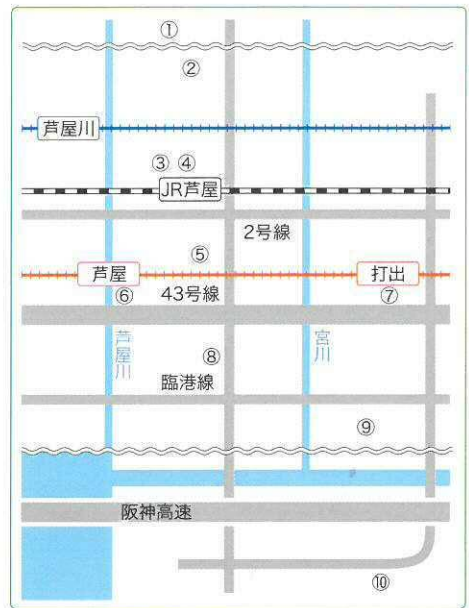 ①
②
芦屋川
③ ④
JR芦屋
2号線
⑤
芦屋
打出
⑥
43号線
⑦
芦屋川
宮川
⑧
臨港線
⑨
阪神高速
⑩